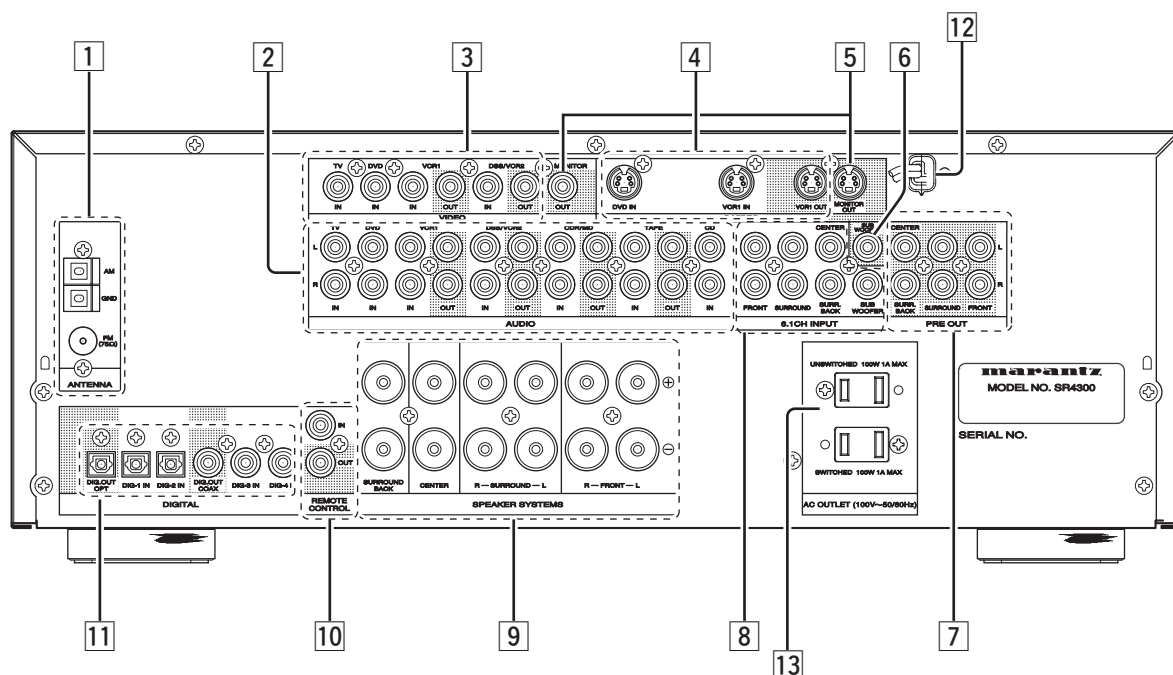 1
2
3
4
5
6
12
TV DVD VCR1 DSS/VCR2 MONITOR
IN IN IN OUT IN OUT OUT
VIDEO
DVD IN VCR1 IN VCR1 OUT MONITOR OUT
TV DVD VCR1 DSS/VCR2 CDR/MD TAPE CD
L
R
IN IN IN OUT IN OUT IN OUT IN OUT IN
AUDIO
CENTER SUB
FRONT SURROUND SURR. BACK SUB WOOFER
6.1CH INPUT
CENTER
L
R
SURR. BACK SURROUND FRONT
PRE OUT
AM
GND
FM (75Ω)
ANTENNA
DIG.OUT OPT DIG-1 IN DIG-2 IN DIG.OUT COAX DIG-3 IN DIG-4 I
DIGITAL
IN
OUT
REMOTE CONTROL
+
−
SURROUND BACK CENTER R — SURROUND — L R — FRONT — L
SPEAKER SYSTEMS
UNSWITCHED 100W 1A MAX
SWITCHED 100W 1A MAX
AC OUTLET (100V～50/60Hz)
marantz
MODEL NO. SR4300
SERIAL NO.
11
10
9
8
13
7